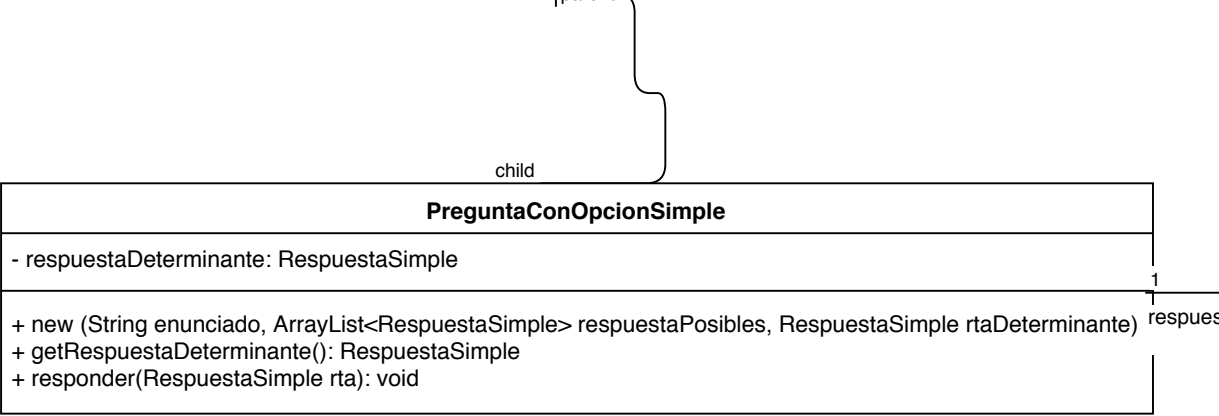 child
PreguntaConOpcionSimple
- respuestaDeterminante: RespuestaSimple
1
+ new (String enunciado, ArrayList<RespuestaSimple> respuestaPosibles, RespuestaSimple rtaDeterminante)
+ getRespuestaDeterminante(): RespuestaSimple
+ responder(RespuestaSimple rta): void